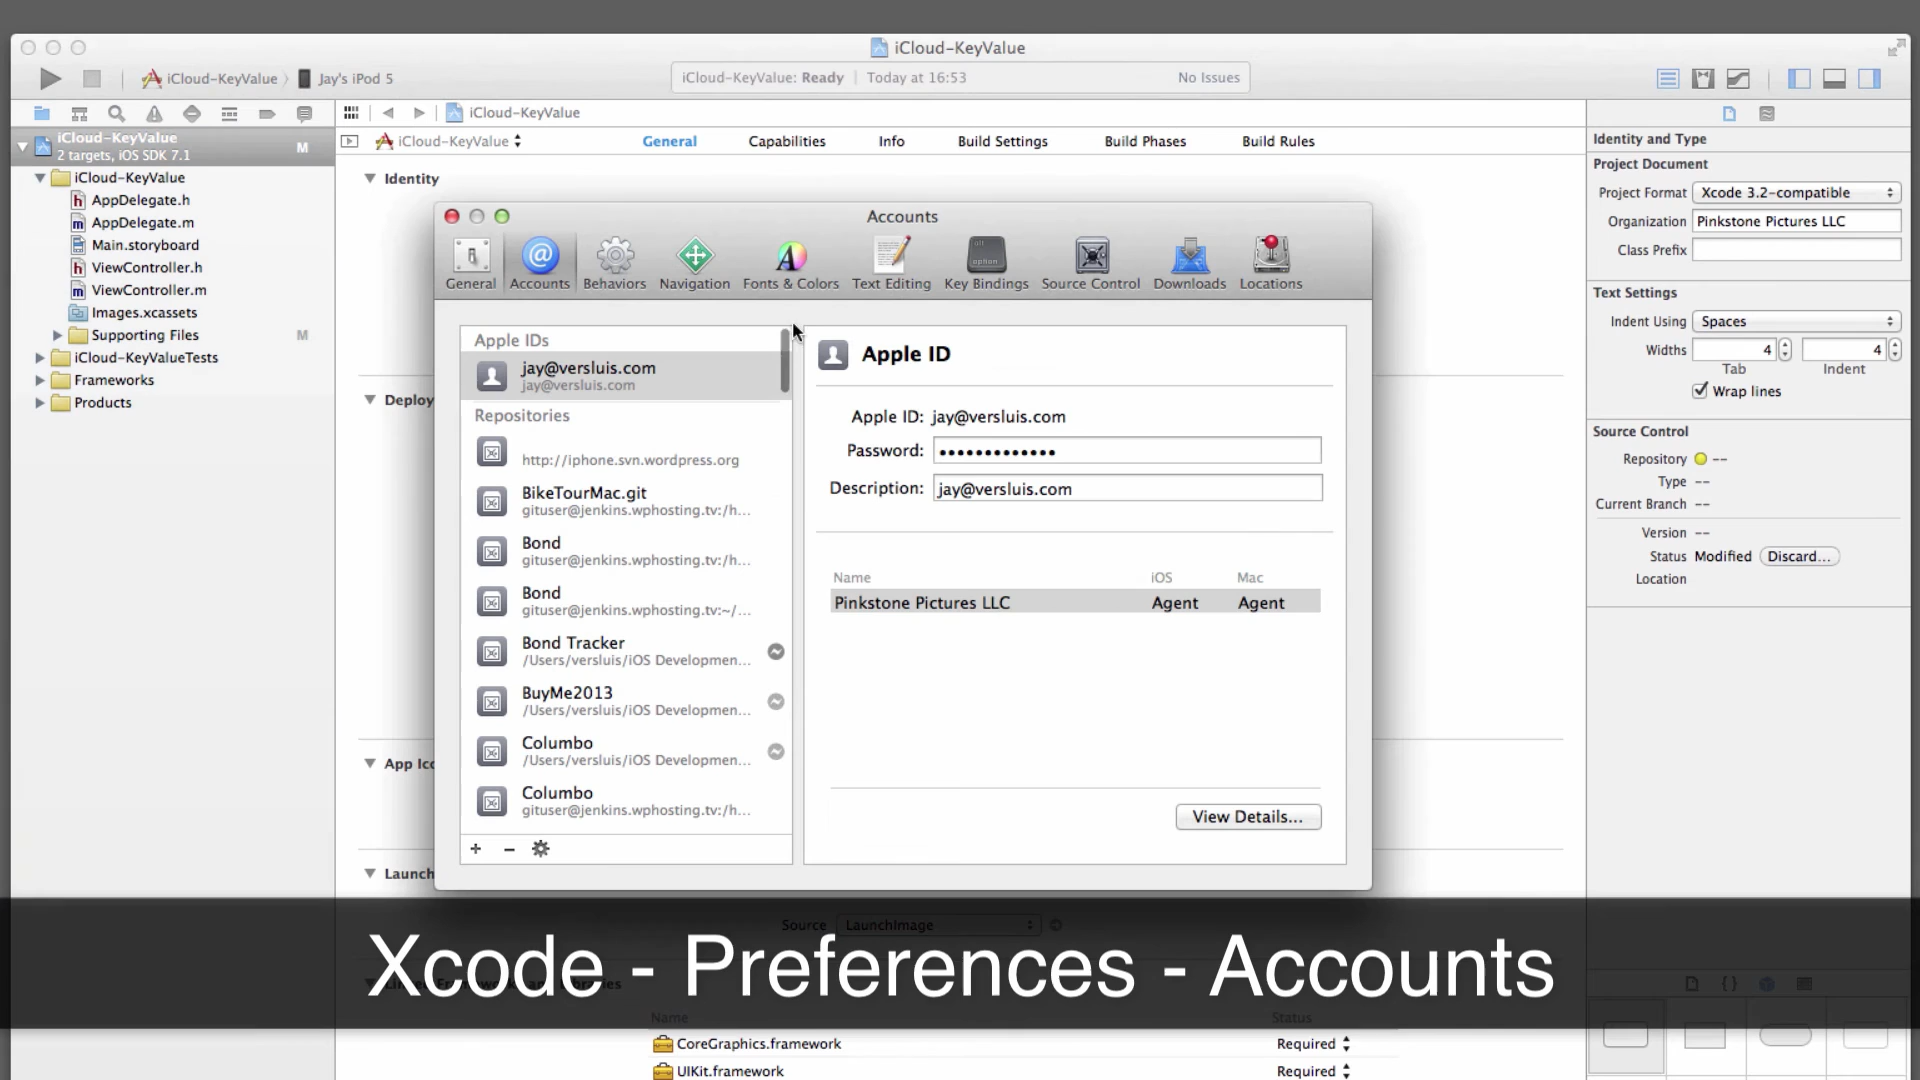 iCloud-KeyValue
iCloud-KeyValue
Jay's iPod 5
iCloud-KeyValue: Ready
Today at 16:53
No Issues
iCloud-KeyValue
2 targets, iOS SDK 7.1
M
iCloud-KeyValue
AppDelegate.h
AppDelegate.m
Main.storyboard
ViewController.h
ViewController.m
Images.xcassets
Supporting Files
M
iCloud-KeyValueTests
Frameworks
Products
iCloud-KeyValue
iCloud-KeyValue
General
Capabilities
Info
Build Settings
Build Phases
Build Rules
Identity
Deploy
App Ico
Launch
Accounts
General
Accounts
Behaviors
Navigation
Fonts & Colors
Text Editing
alt
option
Key Bindings
Source Control
Downloads
Locations
Apple IDs
jay@versluis.com
jay@versluis.com
Repositories
http://iphone.svn.wordpress.org
BikeTourMac.git
gituser@jenkins.wphosting.tv:/h...
Bond
gituser@jenkins.wphosting.tv:/h...
Bond
gituser@jenkins.wphosting.tv:~/...
Bond Tracker
/Users/versluis/iOS Developmen...
BuyMe2013
/Users/versluis/iOS Developmen...
Columbo
/Users/versluis/iOS Developmen...
Columbo
gituser@jenkins.wphosting.tv:/h...
+ −
Apple ID
Apple ID: jay@versluis.com
Password: •••••••••••••
Description: jay@versluis.com
Name iOS Mac
Pinkstone Pictures LLC Agent Agent
View Details...
Identity and Type
Project Document
Project Format Xcode 3.2-compatible
Organization Pinkstone Pictures LLC
Class Prefix
Text Settings
Indent Using Spaces
Widths 4 4
Tab Indent
Wrap lines
Source Control
Repository --
Type --
Current Branch --
Version --
Status Modified Discard...
Location
Source LaunchImage
Xcode - Preferences - Accounts
Name Status
CoreGraphics.framework Required
UIKit.framework Required